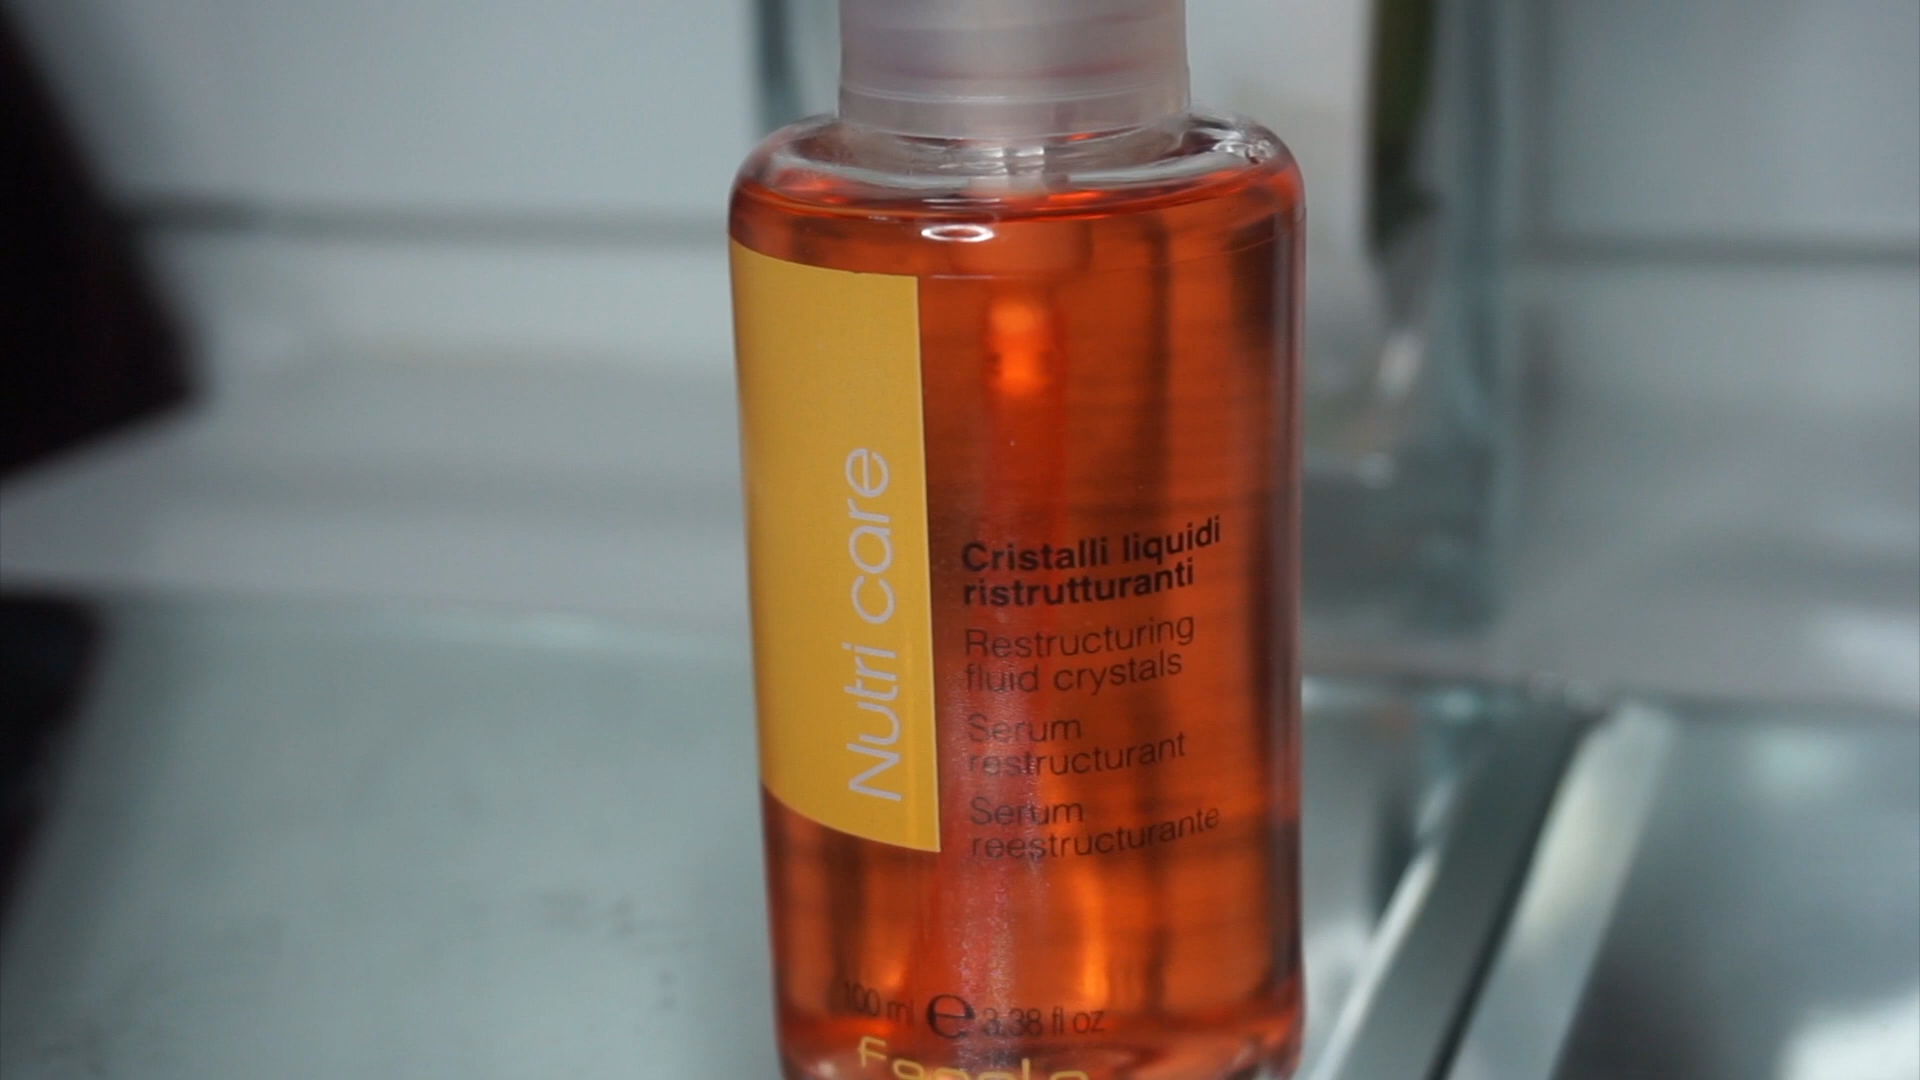 Nutri care
Cristalli liquidi
ristrutturanti
Restructuring
fluid crystals
Serum
restructurant
Serum
reestructurante
100 ml e 3.38 fl oz